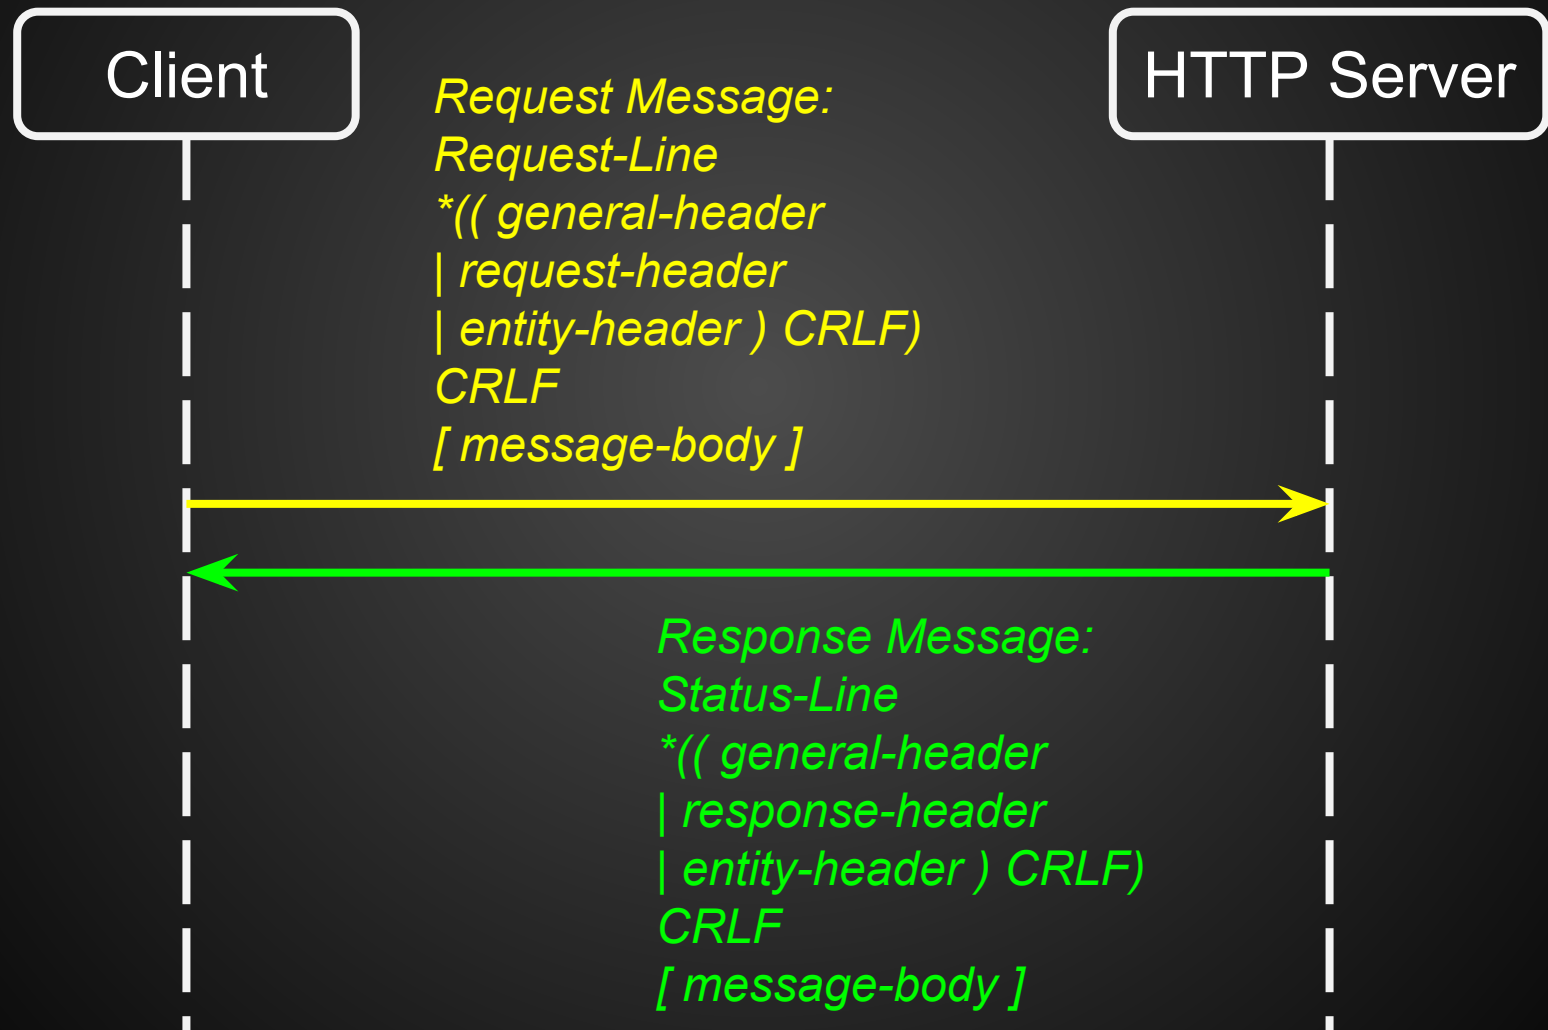 Client
HTTP Server
Request Message:
Request-Line
*(( general-header
| request-header
| entity-header ) CRLF)
CRLF
[ message-body ]
Response Message:
Status-Line
*(( general-header
| response-header
| entity-header ) CRLF)
CRLF
[ message-body ]